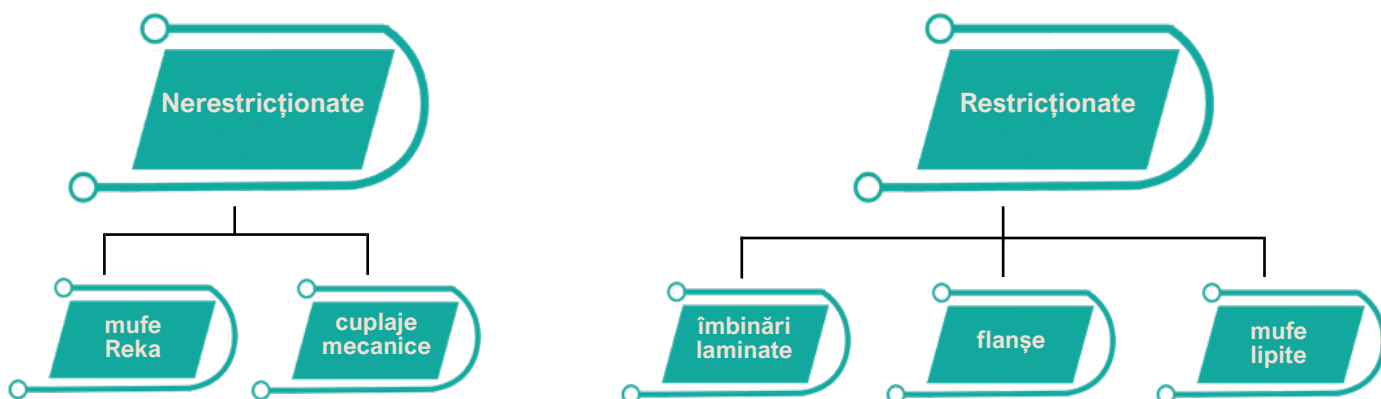 Nerestricționate
Restricționate
mufe
Reka
cuplaje
mecanice
îmbinări
laminate
flanșe
mufe
lipite